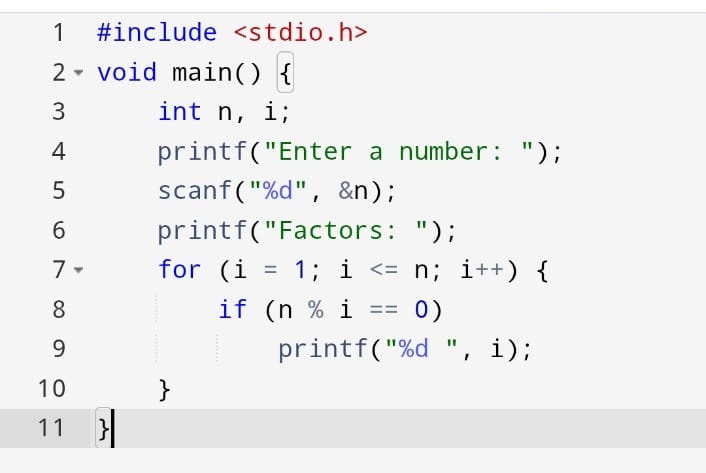 1 #include <stdio.h>
2 void main() {
3     int n, i;
4     printf("Enter a number: ");
5     scanf("%d", &n);
6     printf("Factors: ");
7     for (i = 1; i <= n; i++) {
8         if (n % i == 0)
9             printf("%d ", i);
10     }
11 }